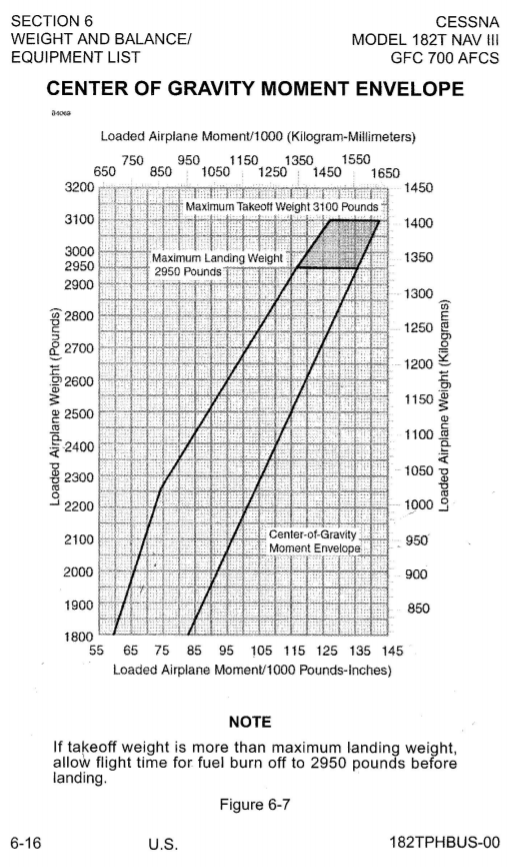 SECTION 6
WEIGHT AND BALANCE/
EQUIPMENT LIST
CESSNA
MODEL 182T NAV III
GFC 700 AFCS
CENTER OF GRAVITY MOMENT ENVELOPE
Loaded Airplane Moment/1000 (Kilogram-Millimeters)
750 950 1150 1350 1550
650 850 1050 1250 1450 1650
Maximum Takeoff Weight 3100 Pounds
Maximum Landing Weight
2950 Pounds
Center-of-Gravity
Moment Envelope
Loaded Airplane Weight (Pounds)
3200
3100
3000
2950
2900
2800
2700
2600
2500
2400
2300
2200
2100
2000
1900
1800
1450
1400
1350
1300
1250
1200
1150
1100
1050
1000
950
900
850
Loaded Airplane Weight (Kilograms)
55 65 75 85 95 105 115 125 135 145
Loaded Airplane Moment/1000 Pounds-Inches)
NOTE
If takeoff weight is more than maximum landing weight,
allow flight time for fuel burn off to 2950 pounds before
landing.
Figure 6-7
6-16
U.S.
182TPHBUS-00